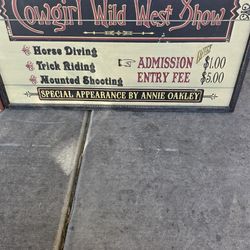 Cowgirl Wild West Show
Horse Diving
Trick Riding
Mounted Shooting
ADMISSION $1.00
ENTRY FEE $5.00
SPECIAL APPEARANCE BY ANNIE OAKLEY